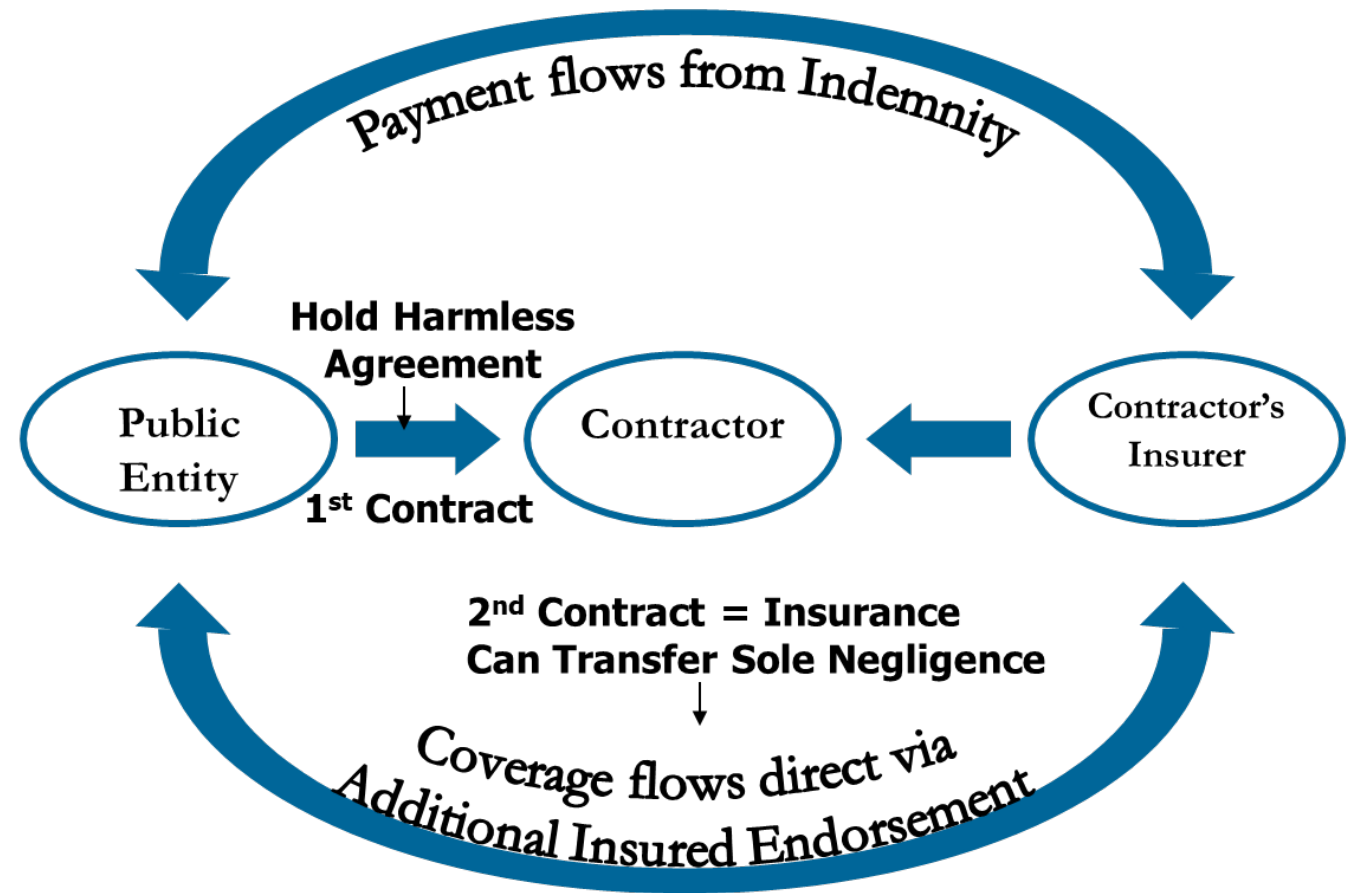 Payment flows from Indemnity
Hold Harmless
Agreement
Public
Entity
Contractor
Contractor’s
Insurer
1st Contract
2nd Contract = Insurance
Can Transfer Sole Negligence
Coverage flows direct via
Additional Insured Endorsement